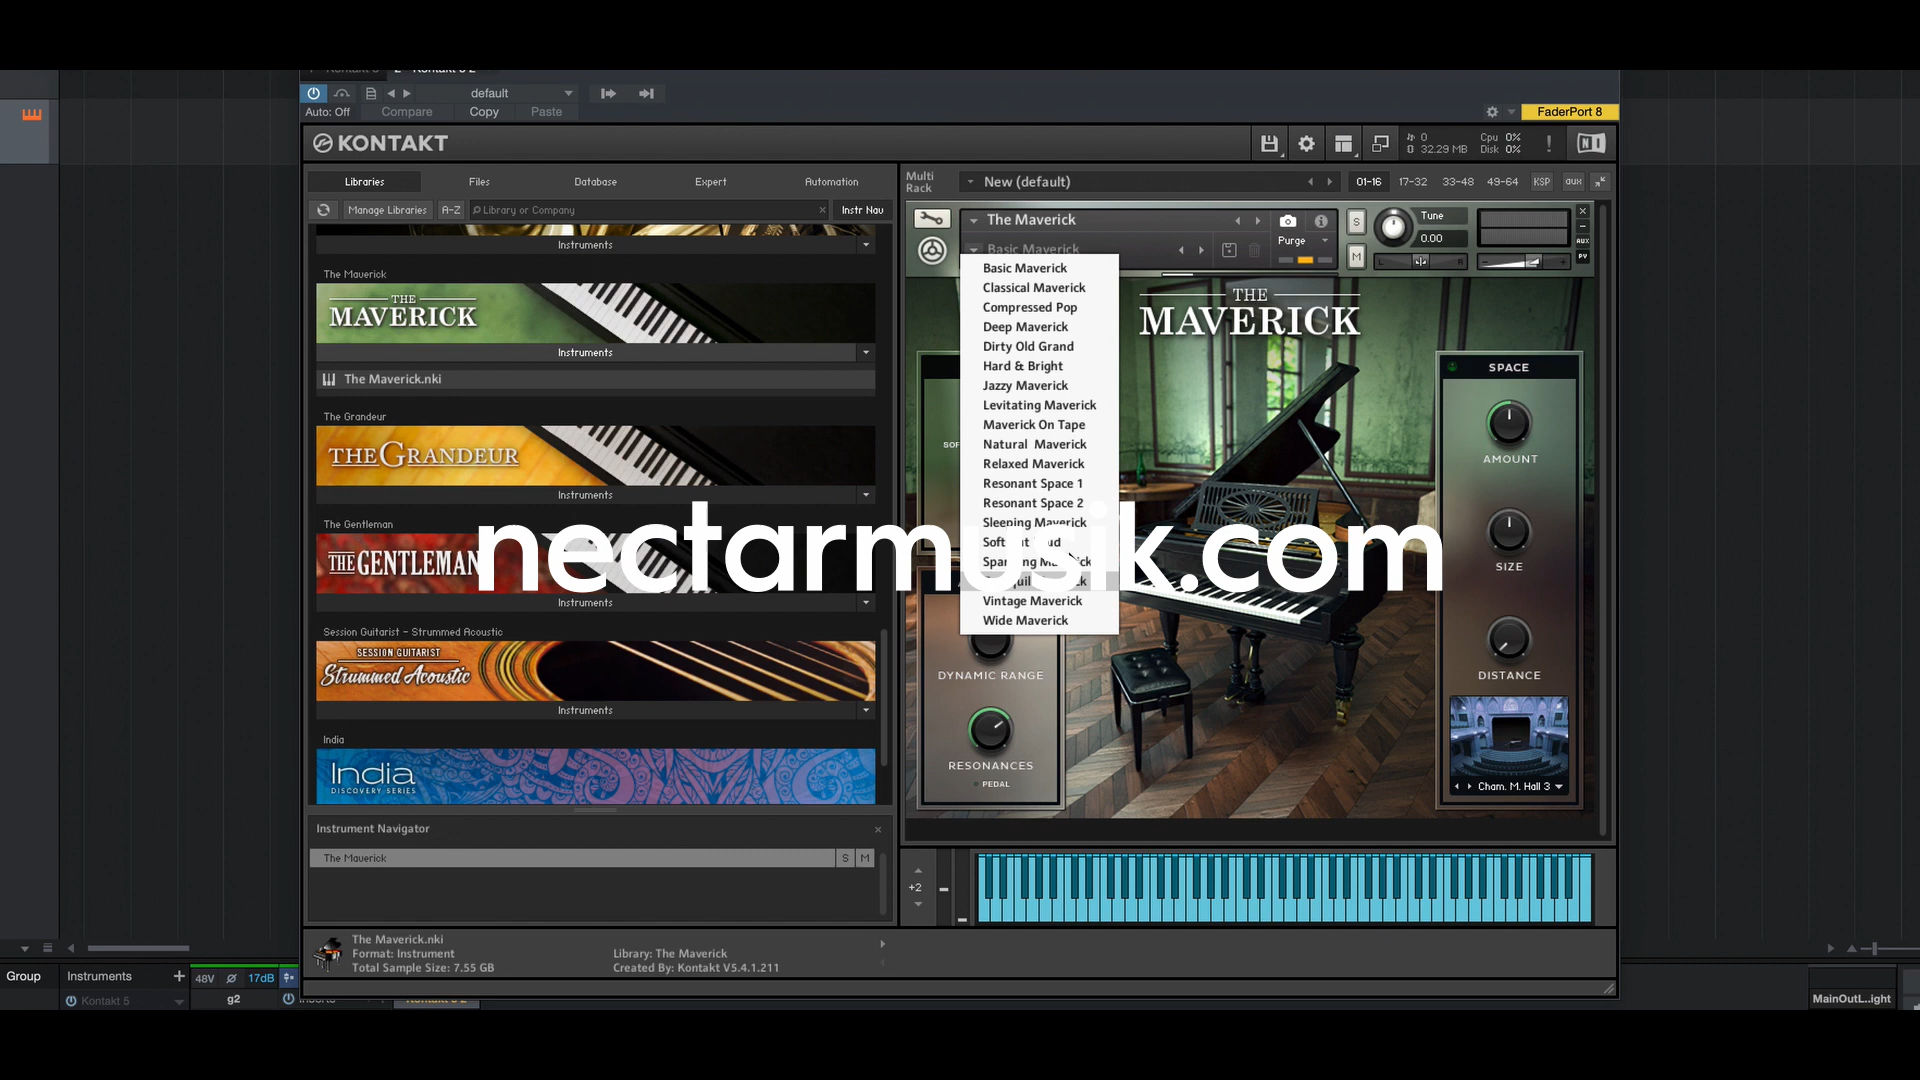 default
Auto: Off
Compare
Copy
Paste
FaderPort 8
KONTAKT
0
32.29 MB
Cpu 0%
Disk 0%
!
NI
Libraries
Files
Database
Expert
Automation
Manage Libraries
A-Z
Library or Company
Instr Nav
Instruments
The Maverick
THE
MAVERICK
Instruments
The Maverick.nki
The Grandeur
THE GRANDEUR
Instruments
The Gentleman
THE GENTLEMAN
Instruments
Session Guitarist - Strummed Acoustic
SESSION GUITARIST
Strummed Acoustic
Instruments
India
India
DISCOVERY SERIES
Instrument Navigator
The Maverick
S
M
The Maverick.nki
Format: Instrument
Total Sample Size: 7.55 GB
Library: The Maverick
Created By: Kontakt V5.4.1.211
Multi
Rack
New (default)
01-16
17-32
33-48
49-64
KSP
aux
The Maverick
Basic Maverick
Purge
S
M
Tune
0.00
L
R
AUX
PV
Basic Maverick
Classical Maverick
Compressed Pop
Deep Maverick
Dirty Old Grand
Hard & Bright
Jazzy Maverick
Levitating Maverick
Maverick On Tape
Natural Maverick
Relaxed Maverick
Resonant Space 1
Resonant Space 2
Sleeping Maverick
Soft
Vintage Maverick
Wide Maverick
THE
MAVERICK
DYNAMIC RANGE
RESONANCES
PEDAL
SPACE
AMOUNT
SIZE
DISTANCE
Cham. M. Hall 3
+2
nectarmusik.com
Group
Instruments
+
Kontakt 5
48V
17dB
g2
MainOutL..ight